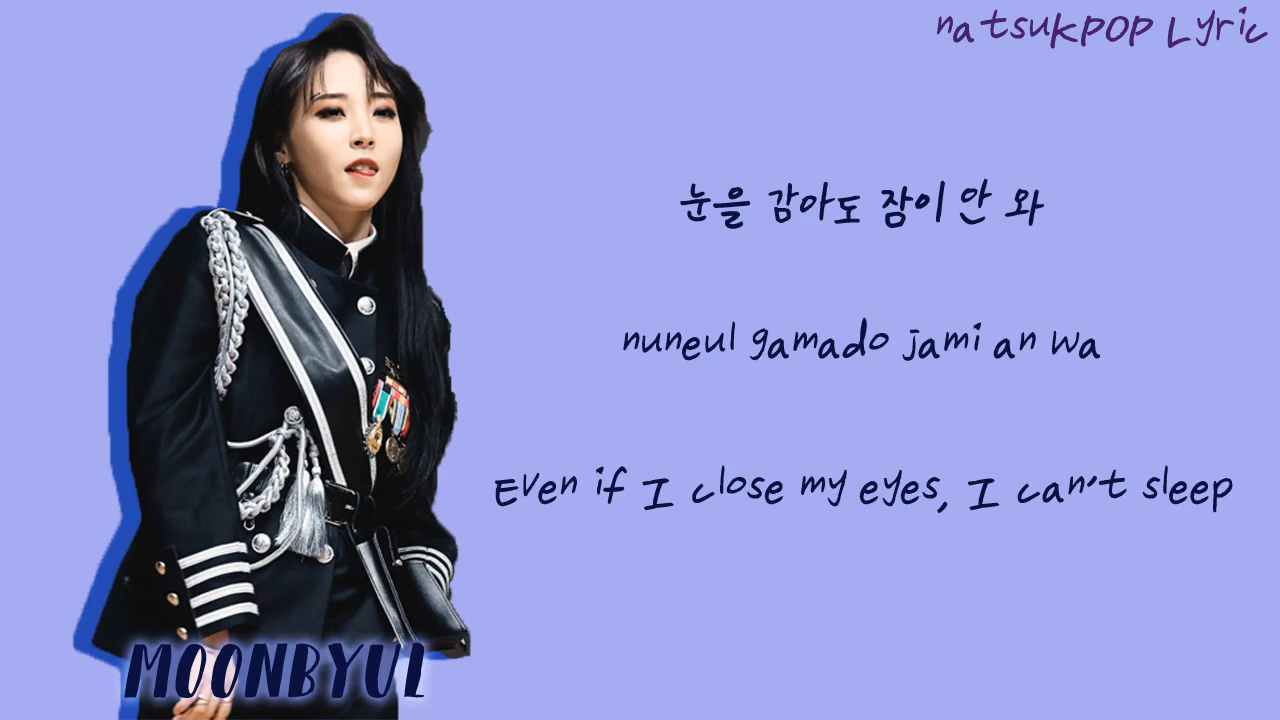 natsukpop Lyric
눈을 감아도 잠이 안 와
nuneul gamado jami an wa
Even if I close my eyes, I can't sleep
MOONBYUL